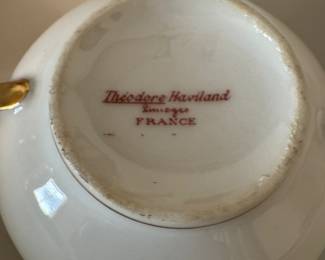 Théodore Haviland
Limoges
FRANCE